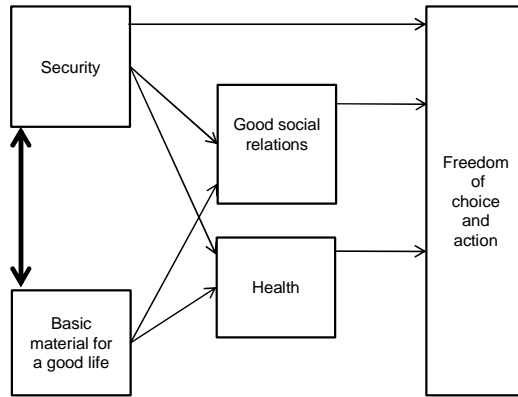 Security
Good social
relations
Freedom
of
choice
and
action
Health
Basic
material for
a good life